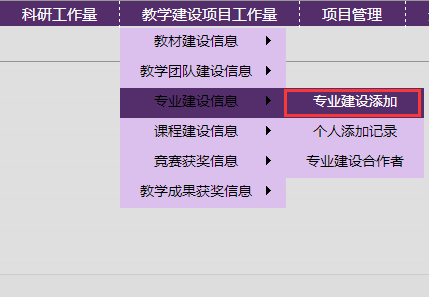 科研工作量 教学建设项目工作量 项目管理
教材建设信息
教学团队建设信息
专业建设信息 专业建设添加
课程建设信息 个人添加记录
竞赛获奖信息 专业建设合作者
教学成果获奖信息